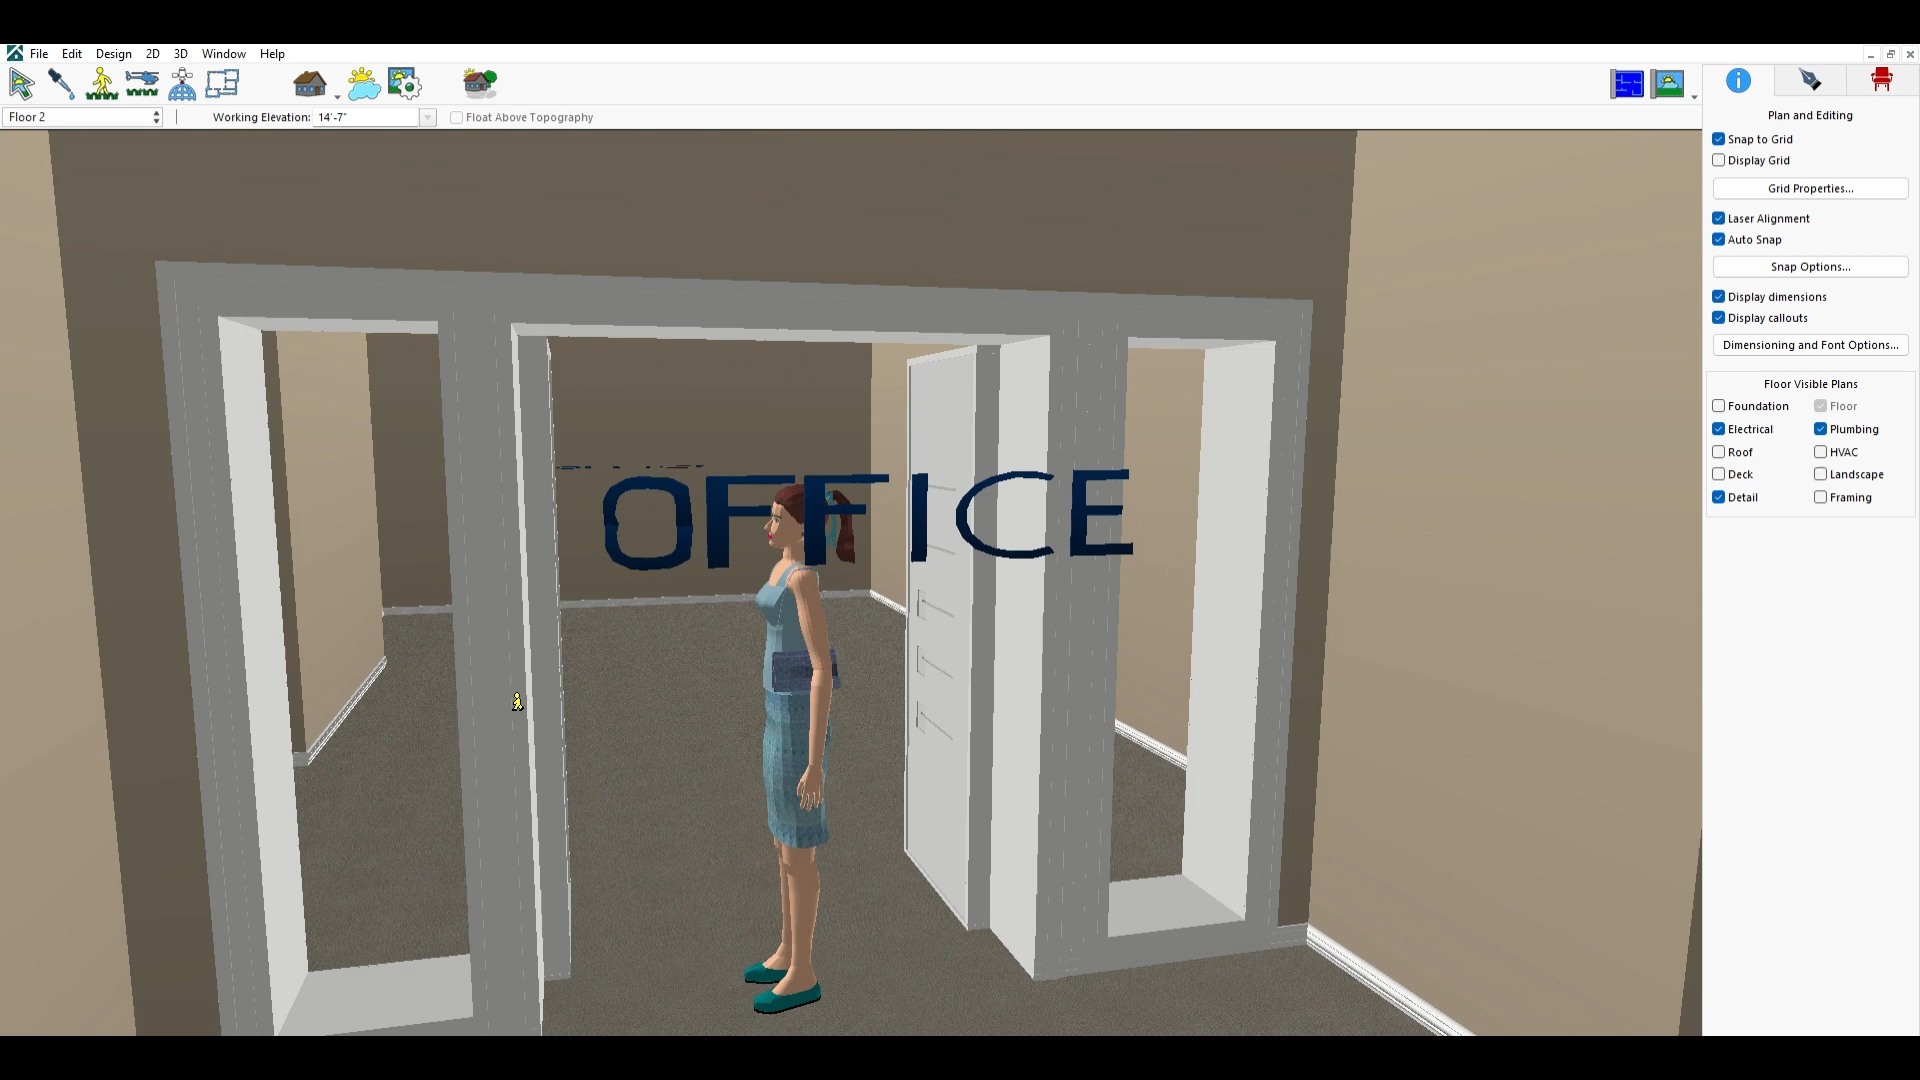 File Edit Design 2D 3D Window Help
Floor 2 Working Elevation: 14'-7" Float Above Topography
OFFICE
Plan and Editing
Snap to Grid
Display Grid
Grid Properties...
Laser Alignment
Auto Snap
Snap Options...
Display dimensions
Display callouts
Dimensioning and Font Options...
Floor Visible Plans
Foundation Floor
Electrical Plumbing
Roof HVAC
Deck Landscape
Detail Framing